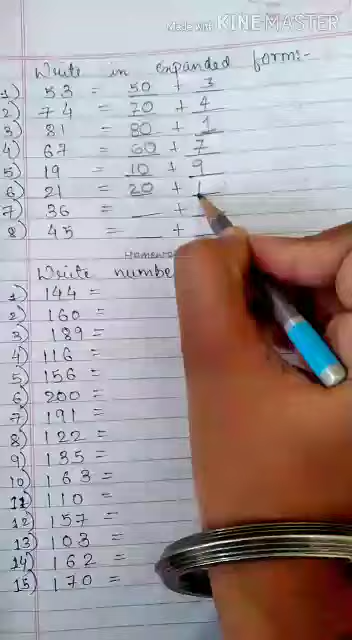 Made with KINEMASTER
Write in expanded form:-
1) 53 = 50 + 3
2) 74 = 70 + 4
3) 81 = 80 + 1
4) 67 = 60 + 7
5) 19 = 10 + 9
6) 21 = 20 + 1
7) 36 = __ +
8) 45 = __ +
Write number
1) 144 =
2) 160 =
3) 189 =
4) 116 =
5) 156 =
6) 200 =
7) 191 =
8) 122 =
9) 135 =
10) 163 =
11) 110 =
12) 157 =
13) 103 =
14) 162 =
15) 170 =